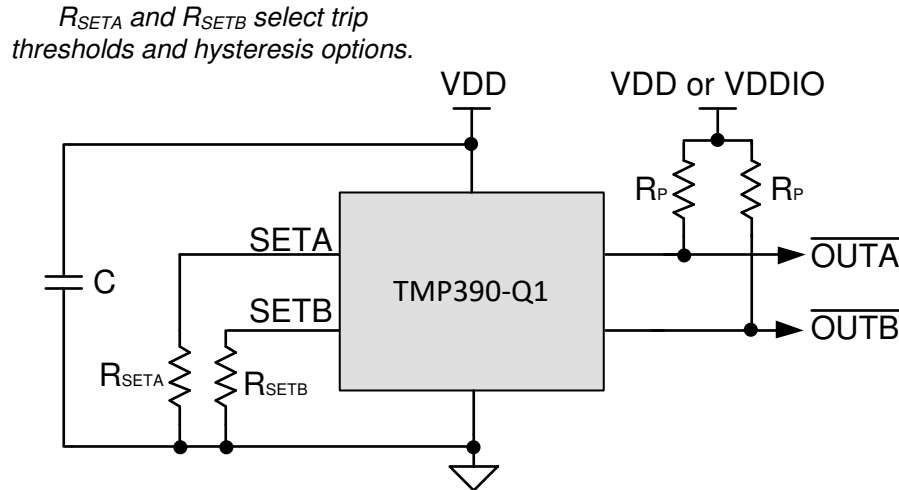 RSETA and RSETB select trip
thresholds and hysteresis options.
VDD
VDD or VDDIO
RP
RP
SETA
OUTA
C
TMP390-Q1
SETB
OUTB
RSETA
RSETB